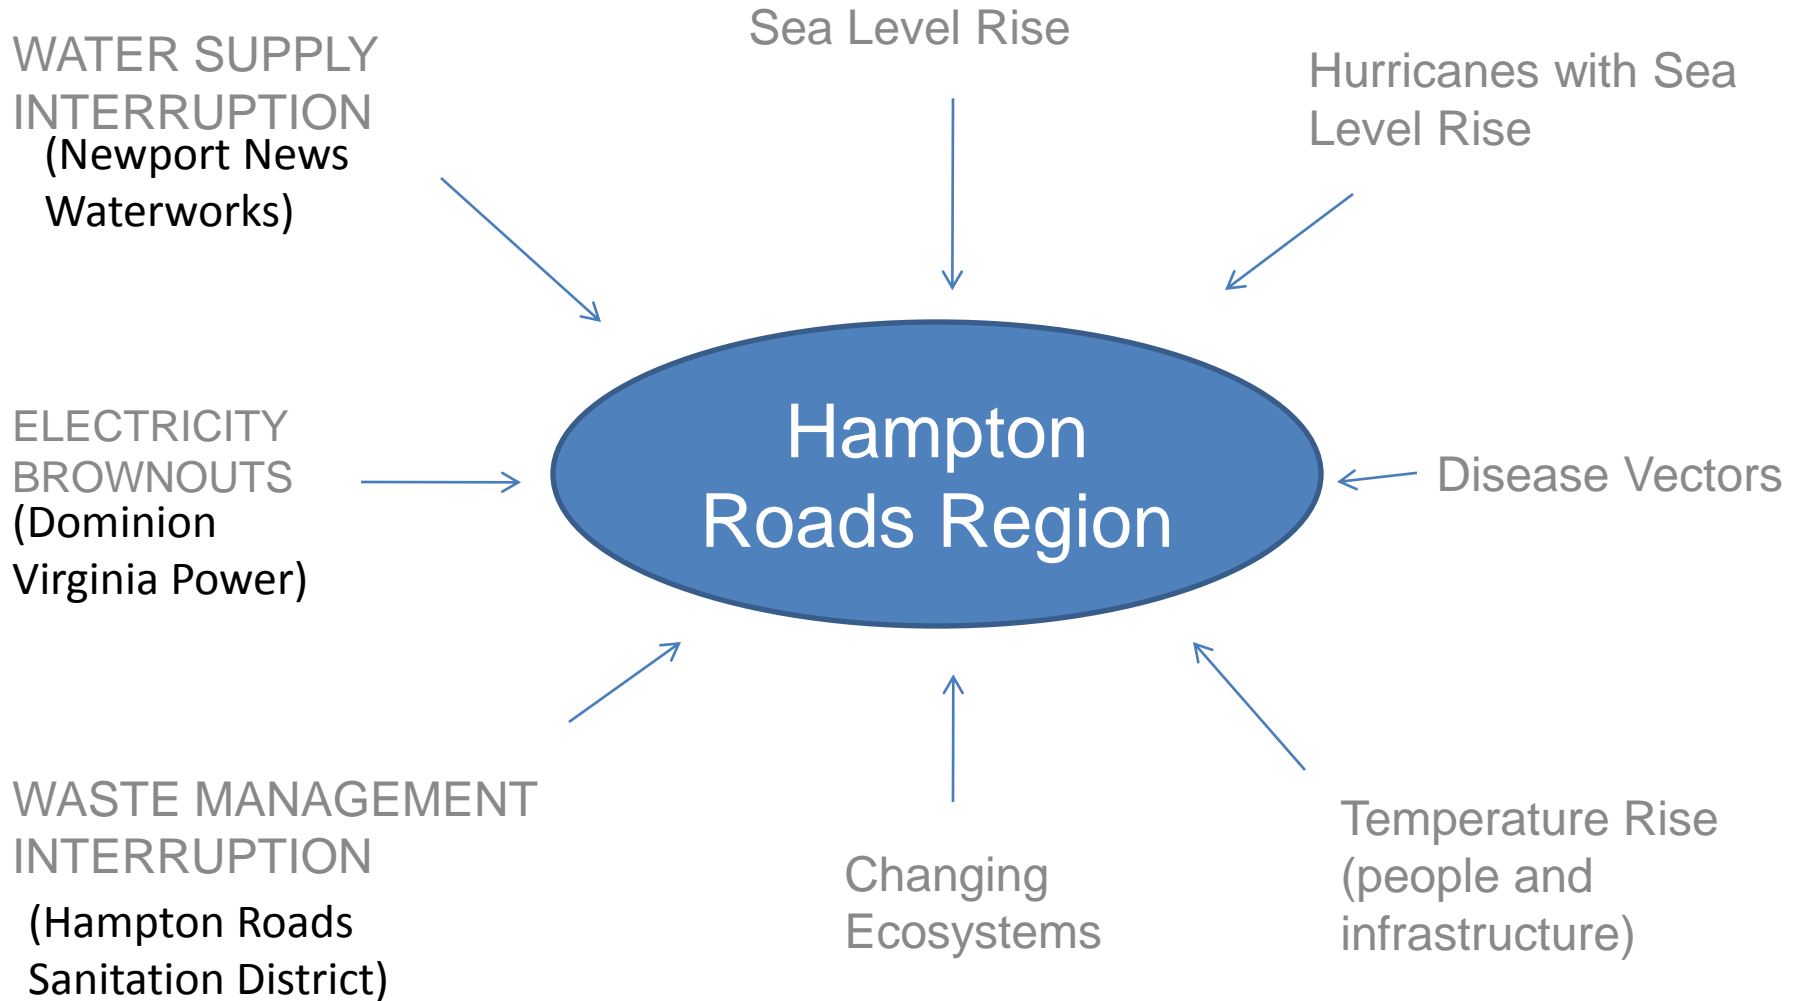 WATER SUPPLY
INTERRUPTION
(Newport News
Waterworks)
Sea Level Rise
Hurricanes with Sea
Level Rise
ELECTRICITY
BROWNOUTS
(Dominion
Virginia Power)
Hampton
Roads Region
Disease Vectors
WASTE MANAGEMENT
INTERRUPTION
(Hampton Roads
Sanitation District)
Changing
Ecosystems
Temperature Rise
(people and
infrastructure)